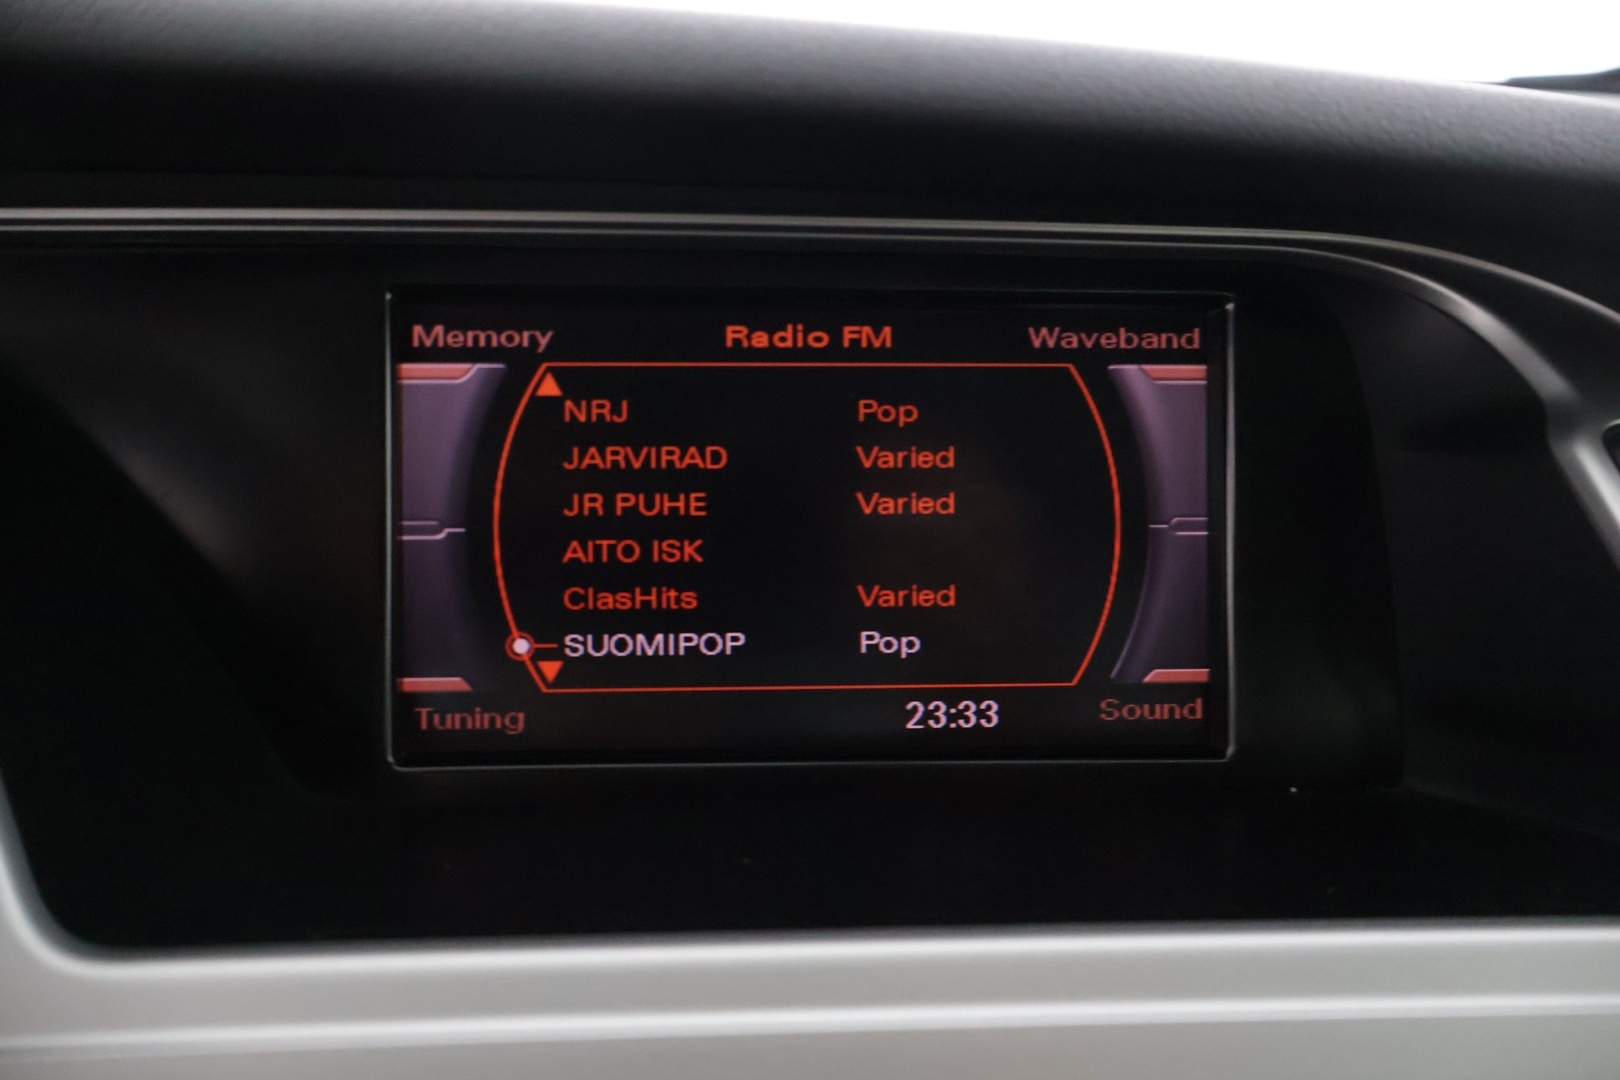 Memory Radio FM Waveband
NRJ Pop
JARVIRAD Varied
JR PUHE Varied
AITO ISK
ClasHits Varied
SUOMIPOP Pop
Tuning 23:33 Sound